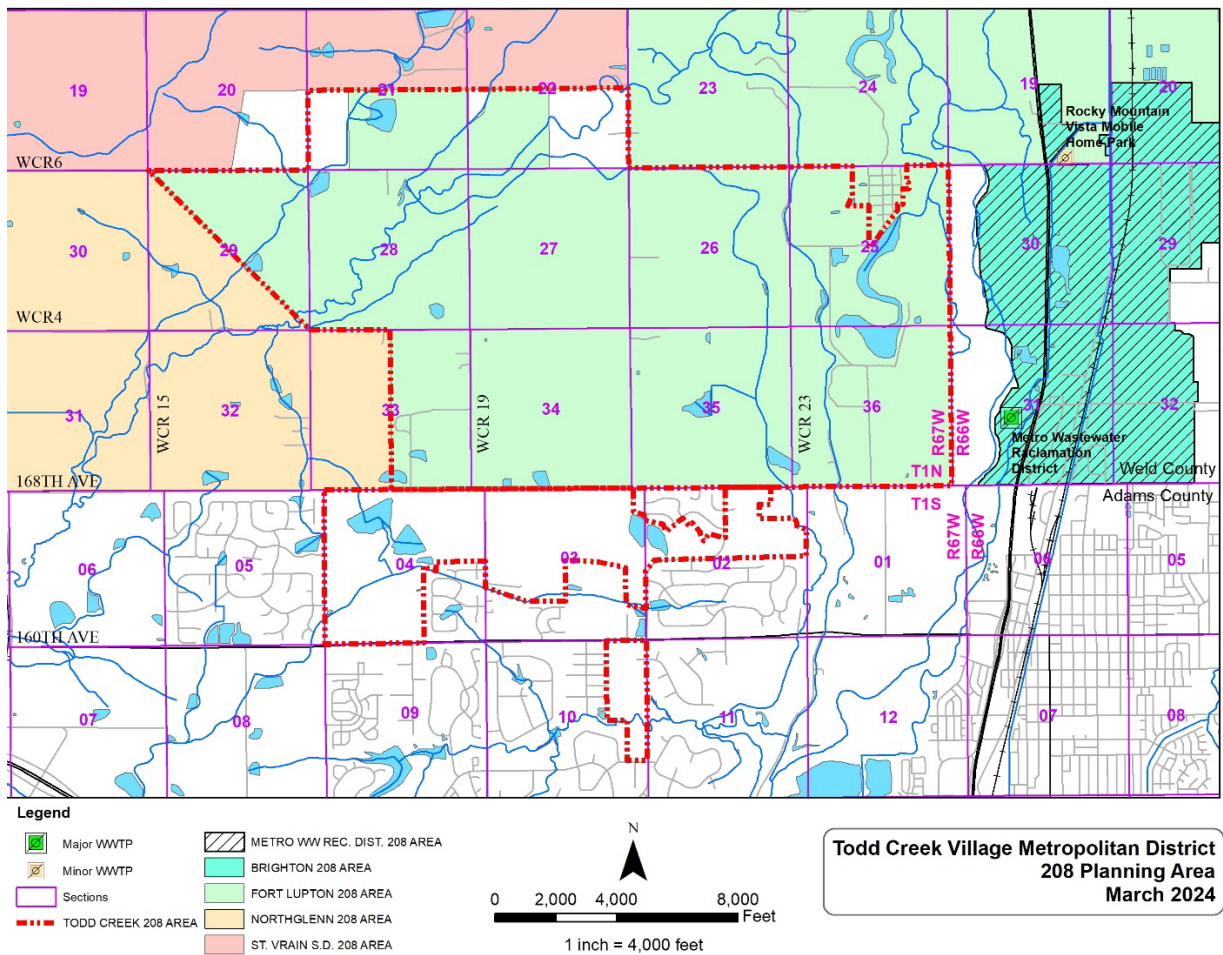 19
20
21
22
23
24
19
20
Rocky Mountain
Vista Mobile
Home Park
WCR6
30
29
28
27
26
25
30
29
WCR4
31
32
33
34
35
36
31
32
WCR 15
WCR 19
WCR 23
R67W
R66W
Metro Wastewater
Raclamation
District
T1N
Weld County
168TH AVE
T1S
Adams County
R67W
R66W
06
05
04
03
02
01
06
05
160TH AVE
07
08
09
10
11
12
07
08
Legend
Major WWTP
Minor WWTP
Sections
TODD CREEK 208 AREA
METRO WW REC. DIST. 208 AREA
BRIGHTON 208 AREA
FORT LUPTON 208 AREA
NORTHGLENN 208 AREA
ST. VRAIN S.D. 208 AREA
N
0 2,000 4,000 8,000
Feet
1 inch = 4,000 feet
Todd Creek Village Metropolitan District
208 Planning Area
March 2024